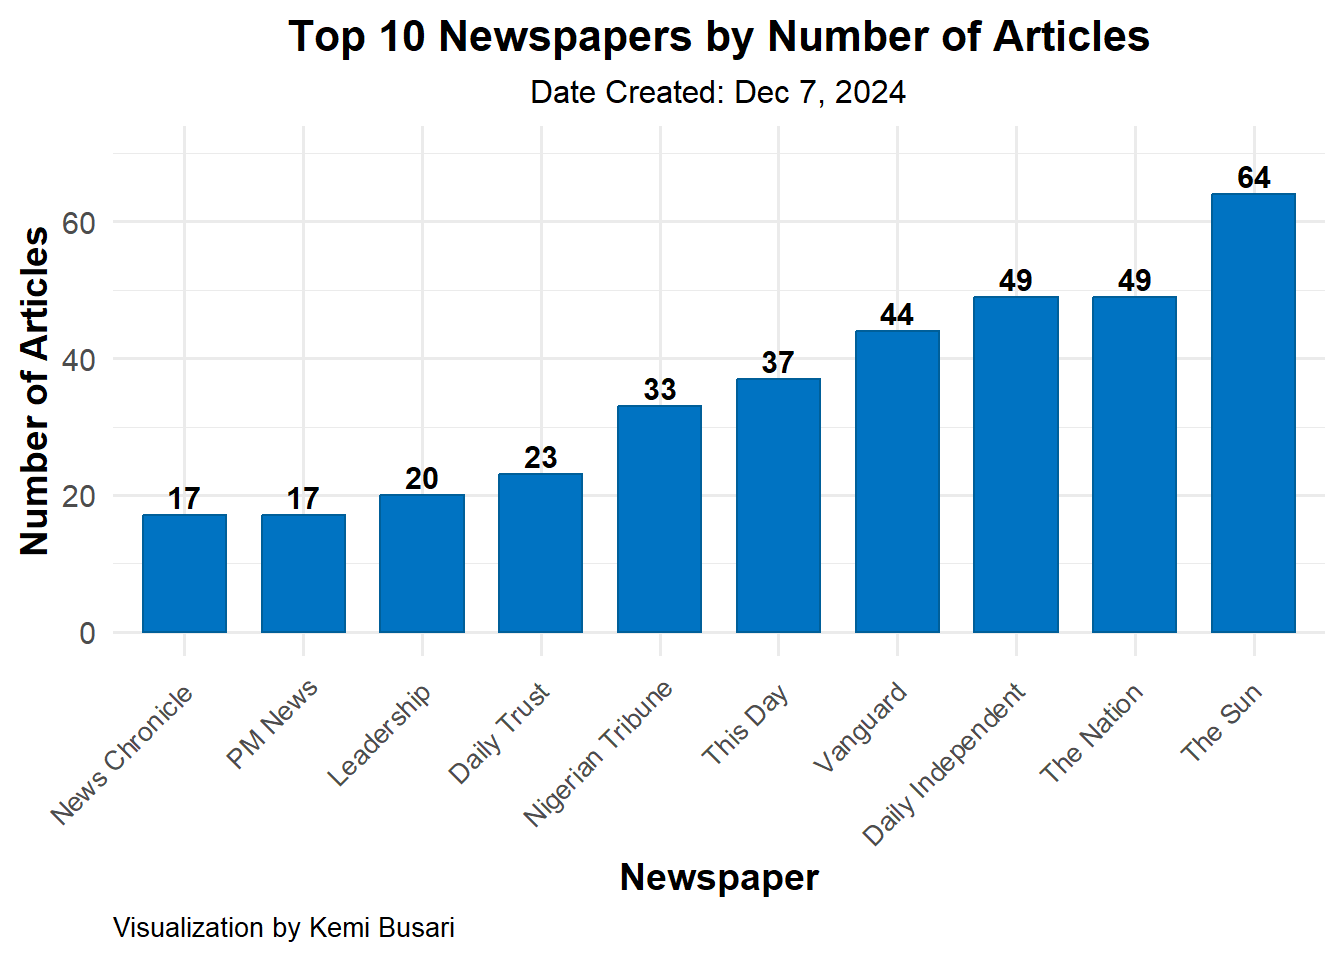 Top 10 Newspapers by Number of Articles
Date Created: Dec 7, 2024
Number of Articles
60
40
20
0
17
17
20
23
33
37
44
49
49
64
News Chronicle
PM News
Leadership
Daily Trust
Nigerian Tribune
This Day
Vanguard
Daily Independent
The Nation
The Sun
Newspaper
Visualization by Kemi Busari